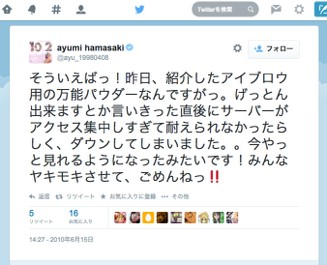 Twitterを検索
ayumi hamasaki
@ayu_19980408
フォロー
そういえばっ！昨日、紹介したアイブロウ
用の万能パウダーなんですがっ。げっとん
出来ますとか言いきった直後にサーバーが
アクセス集中しすぎて耐えられなかったら
しく、ダウンしてしまいました。。今やっ
と見れるようになったみたいです！みんな
ヤキモキさせて、ごめんねっ‼
返信 リツイート お気に入りに登録 その他
5 16
リツイート お気に入り
14:27 - 2010年6月15日